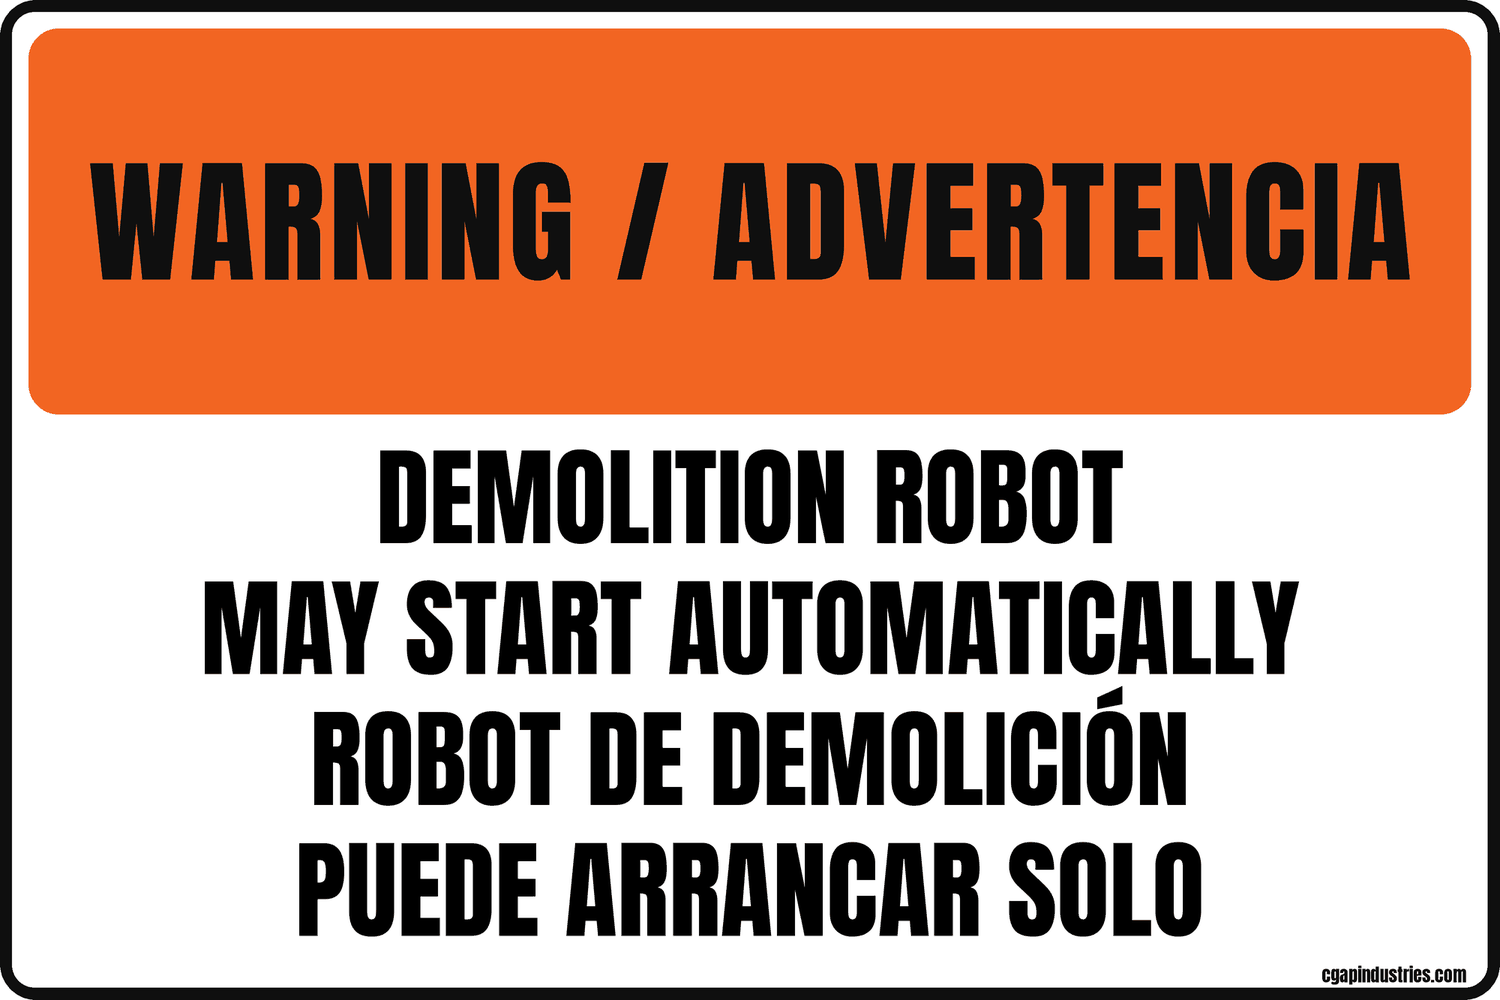 WARNING / ADVERTENCIA
DEMOLITION ROBOT
MAY START AUTOMATICALLY
ROBOT DE DEMOLICIÓN
PUEDE ARRANCAR SOLO
cgapindustries.com